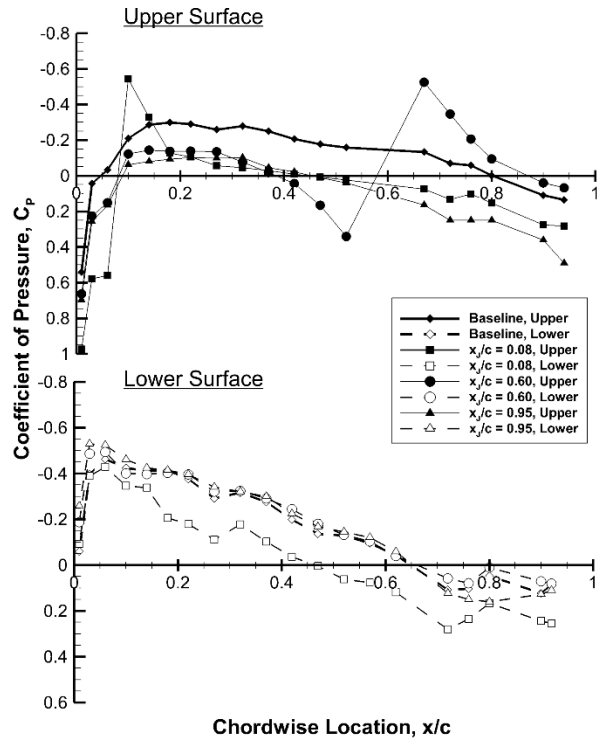 Upper Surface
-0.8
-0.6
-0.4
-0.2
0
0.2
0.4
0.6
0.8
1
0 0.2 0.4 0.6 0.8 1
Coefficient of Pressure, CP
Baseline, Upper
Baseline, Lower
xJ/c = 0.08, Upper
xJ/c = 0.08, Lower
xJ/c = 0.60, Upper
xJ/c = 0.60, Lower
xJ/c = 0.95, Upper
xJ/c = 0.95, Lower
Lower Surface
-0.8
-0.6
-0.4
-0.2
0
0.2
0.4
0.6
0 0.2 0.4 0.6 0.8 1
Chordwise Location, x/c